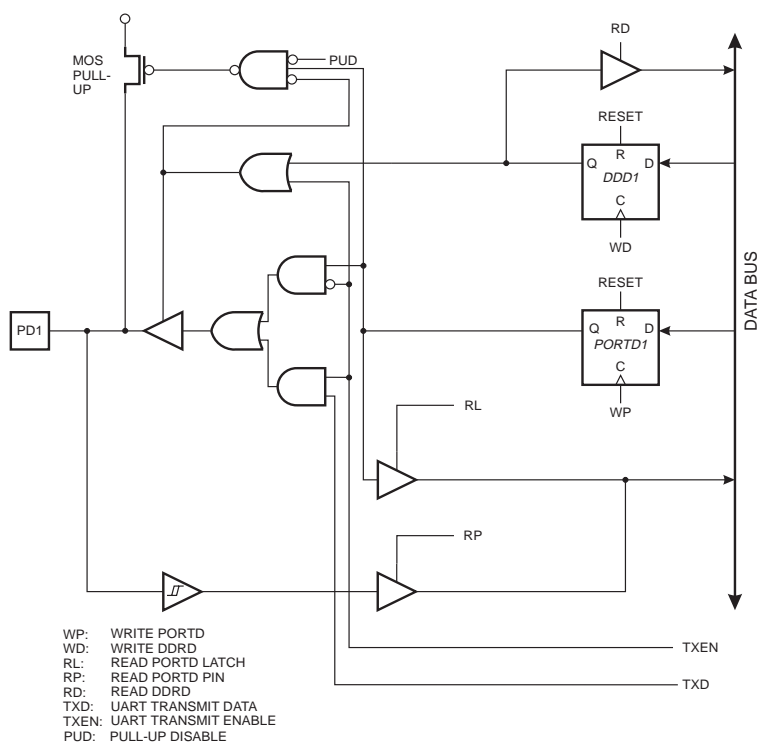 RD
MOS
PULL-
UP
PUD
RESET
R
Q
D
DDD1
C
WD
RESET
R
Q
D
PORTD1
C
WP
DATA BUS
PD1
RL
RP
WP: WRITE PORTD
WD: WRITE DDRD
RL: READ PORTD LATCH
RP: READ PORTD PIN
RD: READ DDRD
TXD: UART TRANSMIT DATA
TXEN: UART TRANSMIT ENABLE
PUD: PULL-UP DISABLE
TXEN
TXD